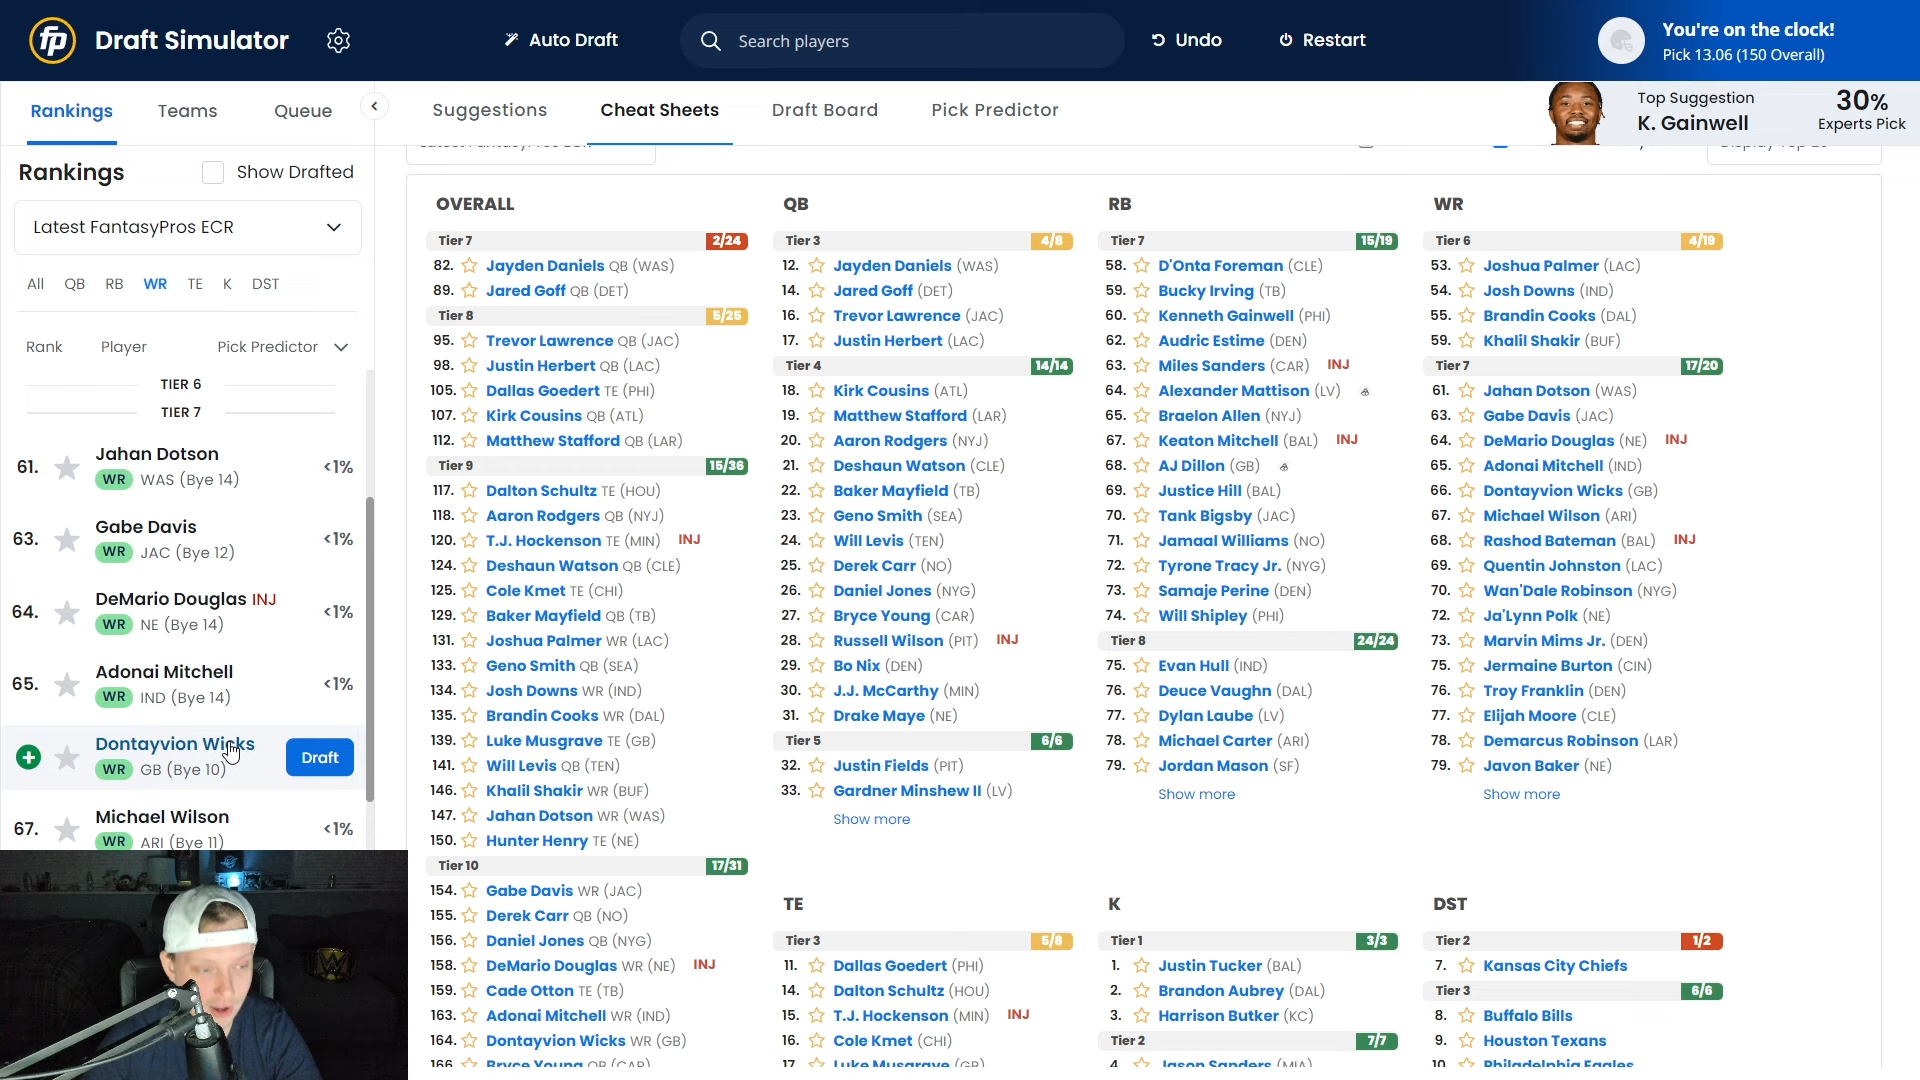 fp Draft Simulator
Auto Draft
Search players
Undo
Restart
You're on the clock!
Pick 13.06 (150 Overall)
Rankings
Teams
Queue
Suggestions
Cheat Sheets
Draft Board
Pick Predictor
Top Suggestion
K. Gainwell
30%
Experts Pick
Rankings
Show Drafted
Latest FantasyPros ECR
All QB RB WR TE K DST
Rank Player Pick Predictor
TIER 6
TIER 7
61. Jahan Dotson <1%
WR WAS (Bye 14)
63. Gabe Davis <1%
WR JAC (Bye 12)
64. DeMario Douglas INJ <1%
WR NE (Bye 14)
65. Adonai Mitchell <1%
WR IND (Bye 14)
Dontayvion Wicks Draft
WR GB (Bye 10)
67. Michael Wilson <1%
WR ARI (Bye 11)
OVERALL
Tier 7 2/24
82. Jayden Daniels QB (WAS)
89. Jared Goff QB (DET)
Tier 8 5/25
95. Trevor Lawrence QB (JAC)
98. Justin Herbert QB (LAC)
105. Dallas Goedert TE (PHI)
107. Kirk Cousins QB (ATL)
112. Matthew Stafford QB (LAR)
Tier 9 15/36
117. Dalton Schultz TE (HOU)
118. Aaron Rodgers QB (NYJ)
120. T.J. Hockenson TE (MIN) INJ
124. Deshaun Watson QB (CLE)
125. Cole Kmet TE (CHI)
129. Baker Mayfield QB (TB)
131. Joshua Palmer WR (LAC)
133. Geno Smith QB (SEA)
134. Josh Downs WR (IND)
135. Brandin Cooks WR (DAL)
139. Luke Musgrave TE (GB)
141. Will Levis QB (TEN)
146. Khalil Shakir WR (BUF)
147. Jahan Dotson WR (WAS)
150. Hunter Henry TE (NE)
Tier 10 17/31
154. Gabe Davis WR (JAC)
155. Derek Carr QB (NO)
156. Daniel Jones QB (NYG)
158. DeMario Douglas WR (NE) INJ
159. Cade Otton TE (TB)
163. Adonai Mitchell WR (IND)
164. Dontayvion Wicks WR (GB)
166. Bryce Young QB (CAR)
QB
Tier 3 4/8
12. Jayden Daniels (WAS)
14. Jared Goff (DET)
16. Trevor Lawrence (JAC)
17. Justin Herbert (LAC)
Tier 4 14/14
18. Kirk Cousins (ATL)
19. Matthew Stafford (LAR)
20. Aaron Rodgers (NYJ)
21. Deshaun Watson (CLE)
22. Baker Mayfield (TB)
23. Geno Smith (SEA)
24. Will Levis (TEN)
25. Derek Carr (NO)
26. Daniel Jones (NYG)
27. Bryce Young (CAR)
28. Russell Wilson (PIT) INJ
29. Bo Nix (DEN)
30. J.J. McCarthy (MIN)
31. Drake Maye (NE)
Tier 5 6/6
32. Justin Fields (PIT)
33. Gardner Minshew II (LV)
Show more
RB
Tier 7 15/19
58. D'Onta Foreman (CLE)
59. Bucky Irving (TB)
60. Kenneth Gainwell (PHI)
62. Audric Estime (DEN)
63. Miles Sanders (CAR) INJ
64. Alexander Mattison (LV)
65. Braelon Allen (NYJ)
67. Keaton Mitchell (BAL) INJ
68. AJ Dillon (GB)
69. Justice Hill (BAL)
70. Tank Bigsby (JAC)
71. Jamaal Williams (NO)
72. Tyrone Tracy Jr. (NYG)
73. Samaje Perine (DEN)
74. Will Shipley (PHI)
Tier 8 24/24
75. Evan Hull (IND)
76. Deuce Vaughn (DAL)
77. Dylan Laube (LV)
78. Michael Carter (ARI)
79. Jordan Mason (SF)
Show more
WR
Tier 6 4/19
53. Joshua Palmer (LAC)
54. Josh Downs (IND)
55. Brandin Cooks (DAL)
59. Khalil Shakir (BUF)
Tier 7 17/20
61. Jahan Dotson (WAS)
63. Gabe Davis (JAC)
64. DeMario Douglas (NE) INJ
65. Adonai Mitchell (IND)
66. Dontayvion Wicks (GB)
67. Michael Wilson (ARI)
68. Rashod Bateman (BAL) INJ
69. Quentin Johnston (LAC)
70. Wan'Dale Robinson (NYG)
72. Ja'Lynn Polk (NE)
73. Marvin Mims Jr. (DEN)
75. Jermaine Burton (CIN)
76. Troy Franklin (DEN)
77. Elijah Moore (CLE)
78. Demarcus Robinson (LAR)
79. Javon Baker (NE)
Show more
TE
Tier 3 5/8
11. Dallas Goedert (PHI)
14. Dalton Schultz (HOU)
15. T.J. Hockenson (MIN) INJ
16. Cole Kmet (CHI)
17. Luke Musgrave (GB)
K
Tier 1 3/3
1. Justin Tucker (BAL)
2. Brandon Aubrey (DAL)
3. Harrison Butker (KC)
Tier 2 7/7
4. Jason Sanders (MIA)
DST
Tier 2 1/2
7. Kansas City Chiefs
Tier 3 6/6
8. Buffalo Bills
9. Houston Texans
10. Philadelphia Eagles